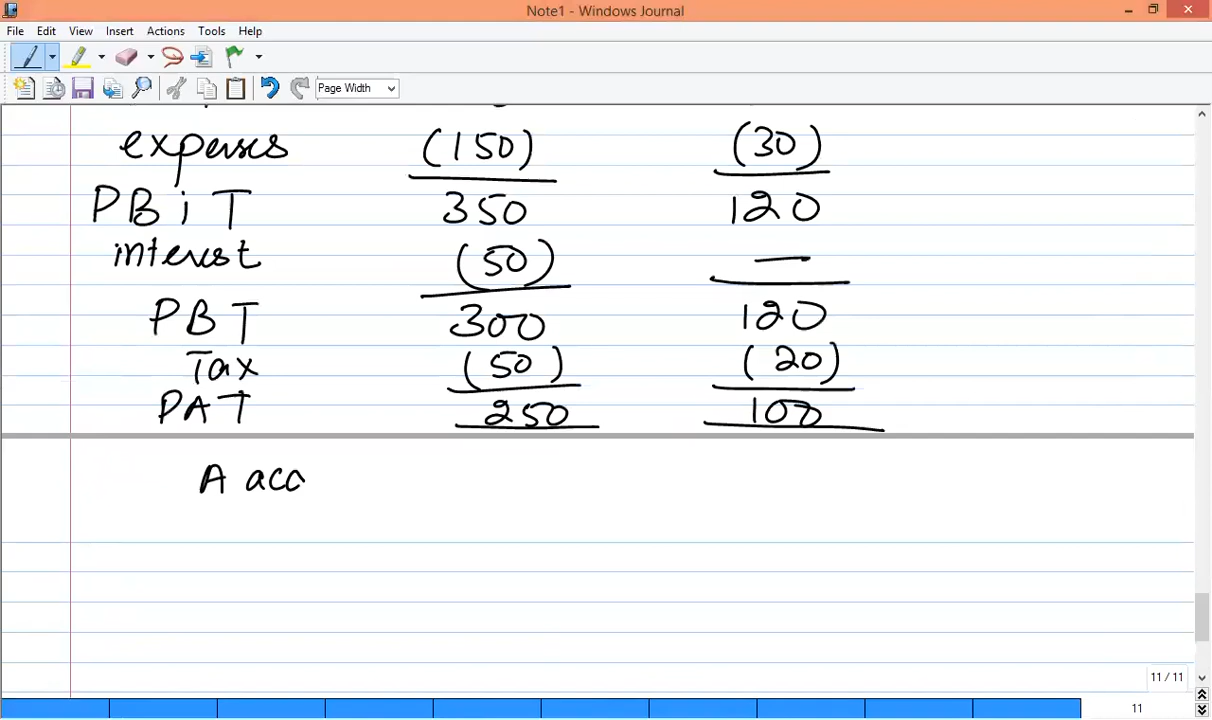 Note1 - Windows Journal
File Edit View Insert Actions Tools Help
Page Width
expenses (150) (30)
PBiT 350 120
interest (50) —
PBT 300 120
Tax (50) (20)
PAT 250 100
A acc
11 / 11
11